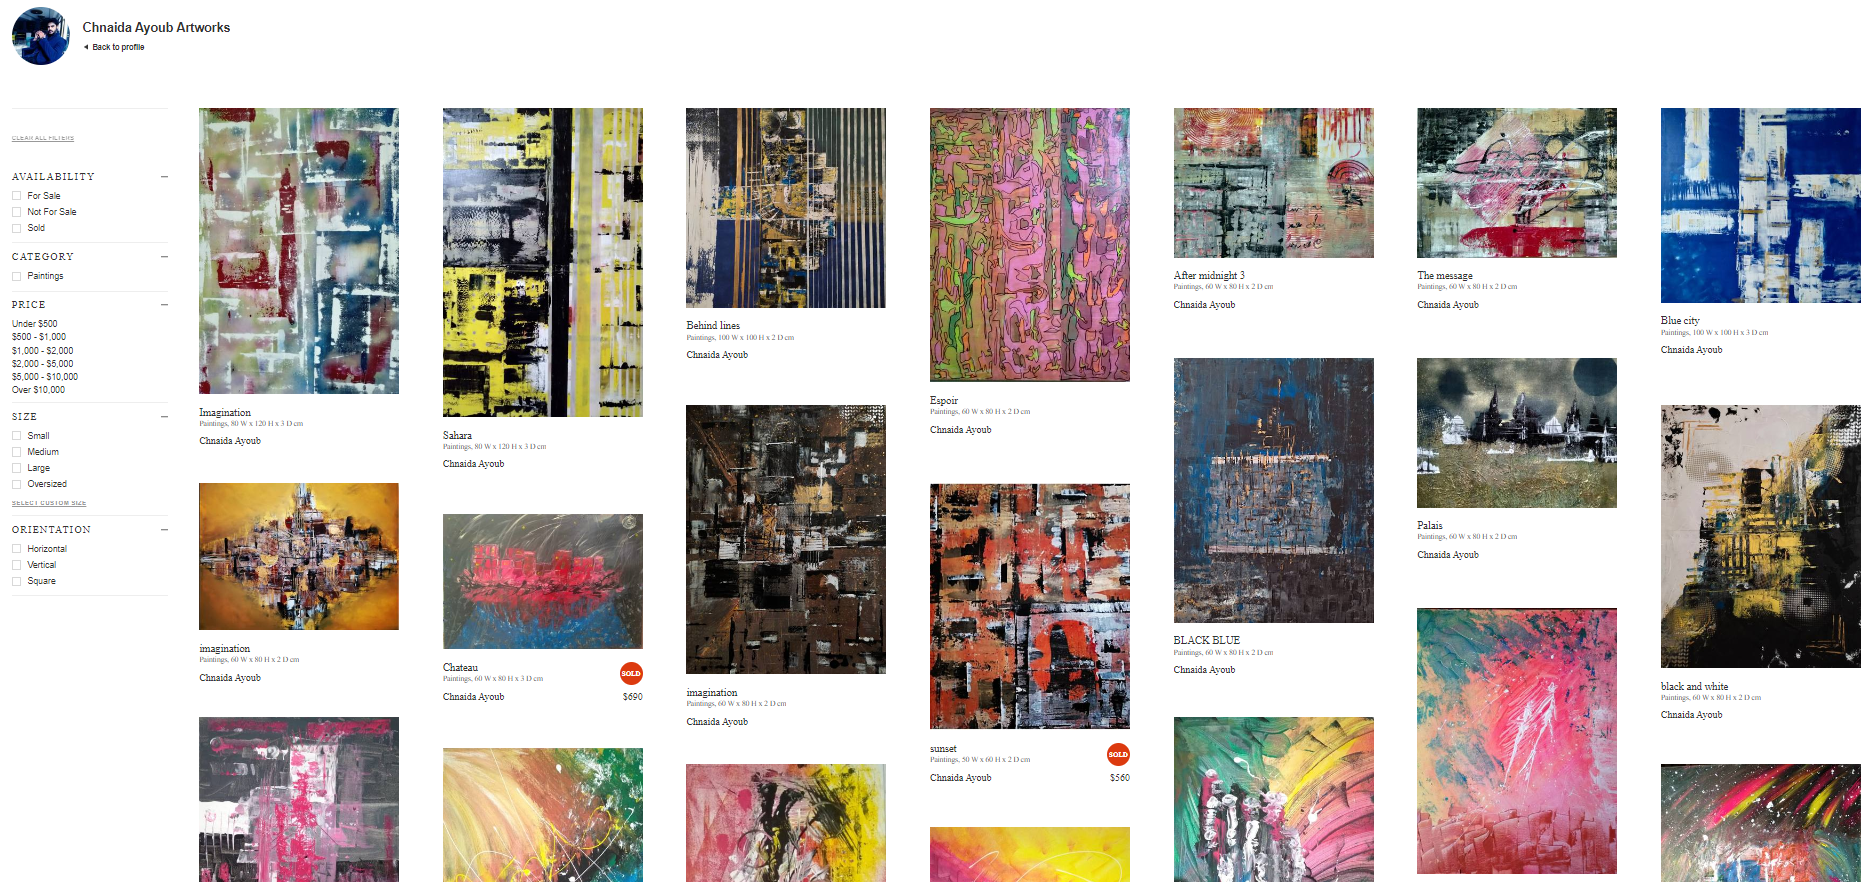 Chnaida Ayoub Artworks
Back to profile
CLEAR ALL FILTERS
AVAILABILITY
For Sale
Not For Sale
Sold
CATEGORY
Paintings
PRICE
Under $500
$500 - $1,000
$1,000 - $2,000
$2,000 - $5,000
$5,000 - $10,000
Over $10,000
SIZE
Small
Medium
Large
Oversized
SELECT CUSTOM SIZE
ORIENTATION
Horizontal
Vertical
Square
Imagination
Paintings, 80 W x 120 H x 3 D cm
Chnaida Ayoub
imagination
Paintings, 60 W x 80 H x 2 D cm
Chnaida Ayoub
Sahara
Paintings, 80 W x 120 H x 3 D cm
Chnaida Ayoub
Chateau
Paintings, 60 W x 80 H x 3 D cm
SOLD
Chnaida Ayoub
$690
Behind lines
Paintings, 100 W x 100 H x 2 D cm
Chnaida Ayoub
imagination
Paintings, 60 W x 80 H x 2 D cm
Chnaida Ayoub
Espoir
Paintings, 60 W x 80 H x 2 D cm
Chnaida Ayoub
sunset
Paintings, 50 W x 60 H x 2 D cm
SOLD
Chnaida Ayoub
$560
After midnight 3
Paintings, 60 W x 80 H x 2 D cm
Chnaida Ayoub
BLACK BLUE
Paintings, 60 W x 80 H x 2 D cm
Chnaida Ayoub
The message
Paintings, 60 W x 80 H x 2 D cm
Chnaida Ayoub
Palais
Paintings, 60 W x 80 H x 2 D cm
Chnaida Ayoub
Blue city
Paintings, 100 W x 100 H x 3 D cm
Chnaida Ayoub
black and white
Paintings, 60 W x 80 H x 2 D cm
Chnaida Ayoub